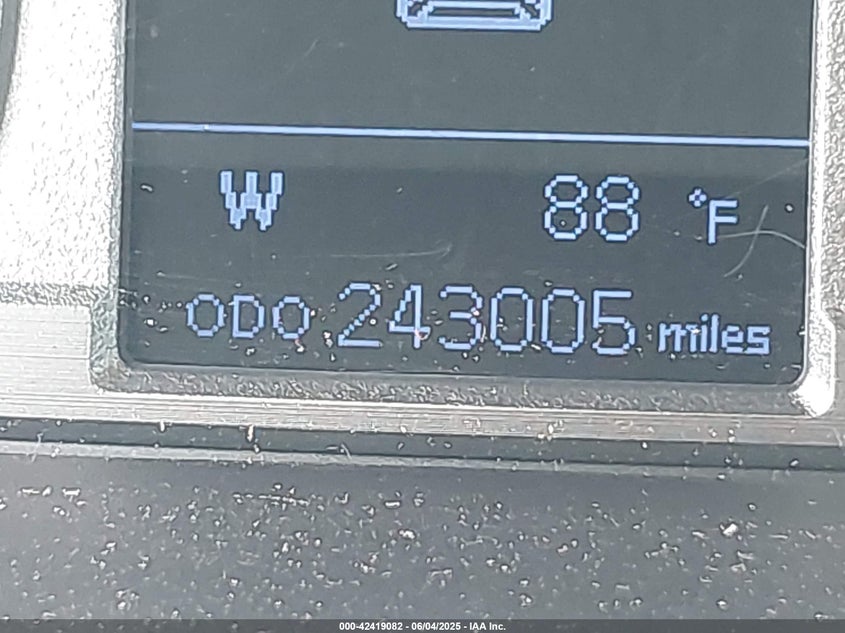 W 88 °F
ODO 243005 miles
000-42419082 - 06/04/2025 - IAA Inc.